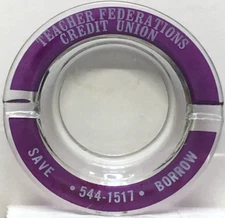 TEACHER FEDERATIONS
CREDIT UNION
SAVE • 544-1517 • BORROW